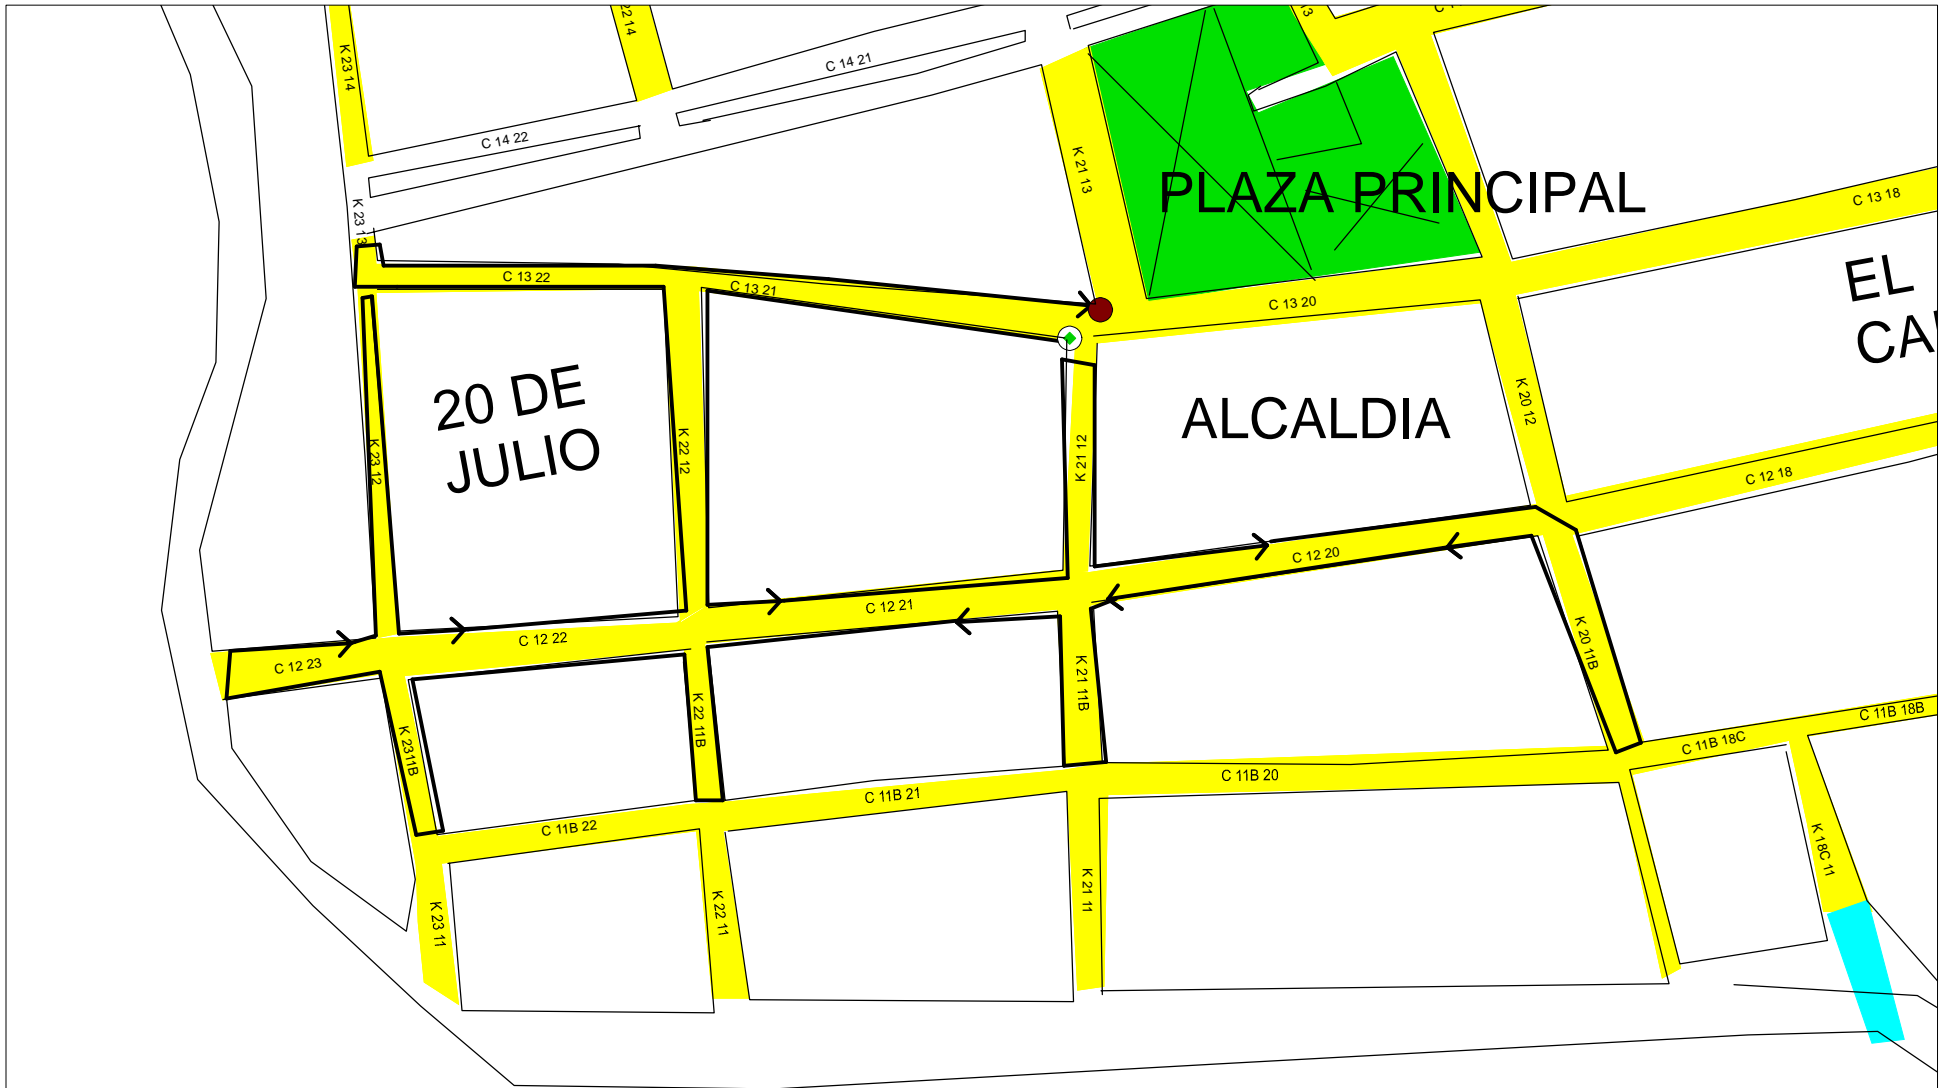 K 23 14
22 14
C 14 21
C 14 22
K 23 13
K 21 13
13
PLAZA PRINCIPAL
C 13 18
C 13 22
C 13 21
C 13 20
EL
20 DE
JULIO
K 23 12
K 22 12
K 21 12
ALCALDIA
K 20 12
C 12 18
C 12 23
C 12 22
C 12 21
C 12 20
K 23 11B
K 22 11B
K 21 11B
K 20 11B
C 11B 22
C 11B 21
C 11B 20
C 11B 18C
C 11B 18B
K 23 11
K 22 11
K 21 11
K 18C 11